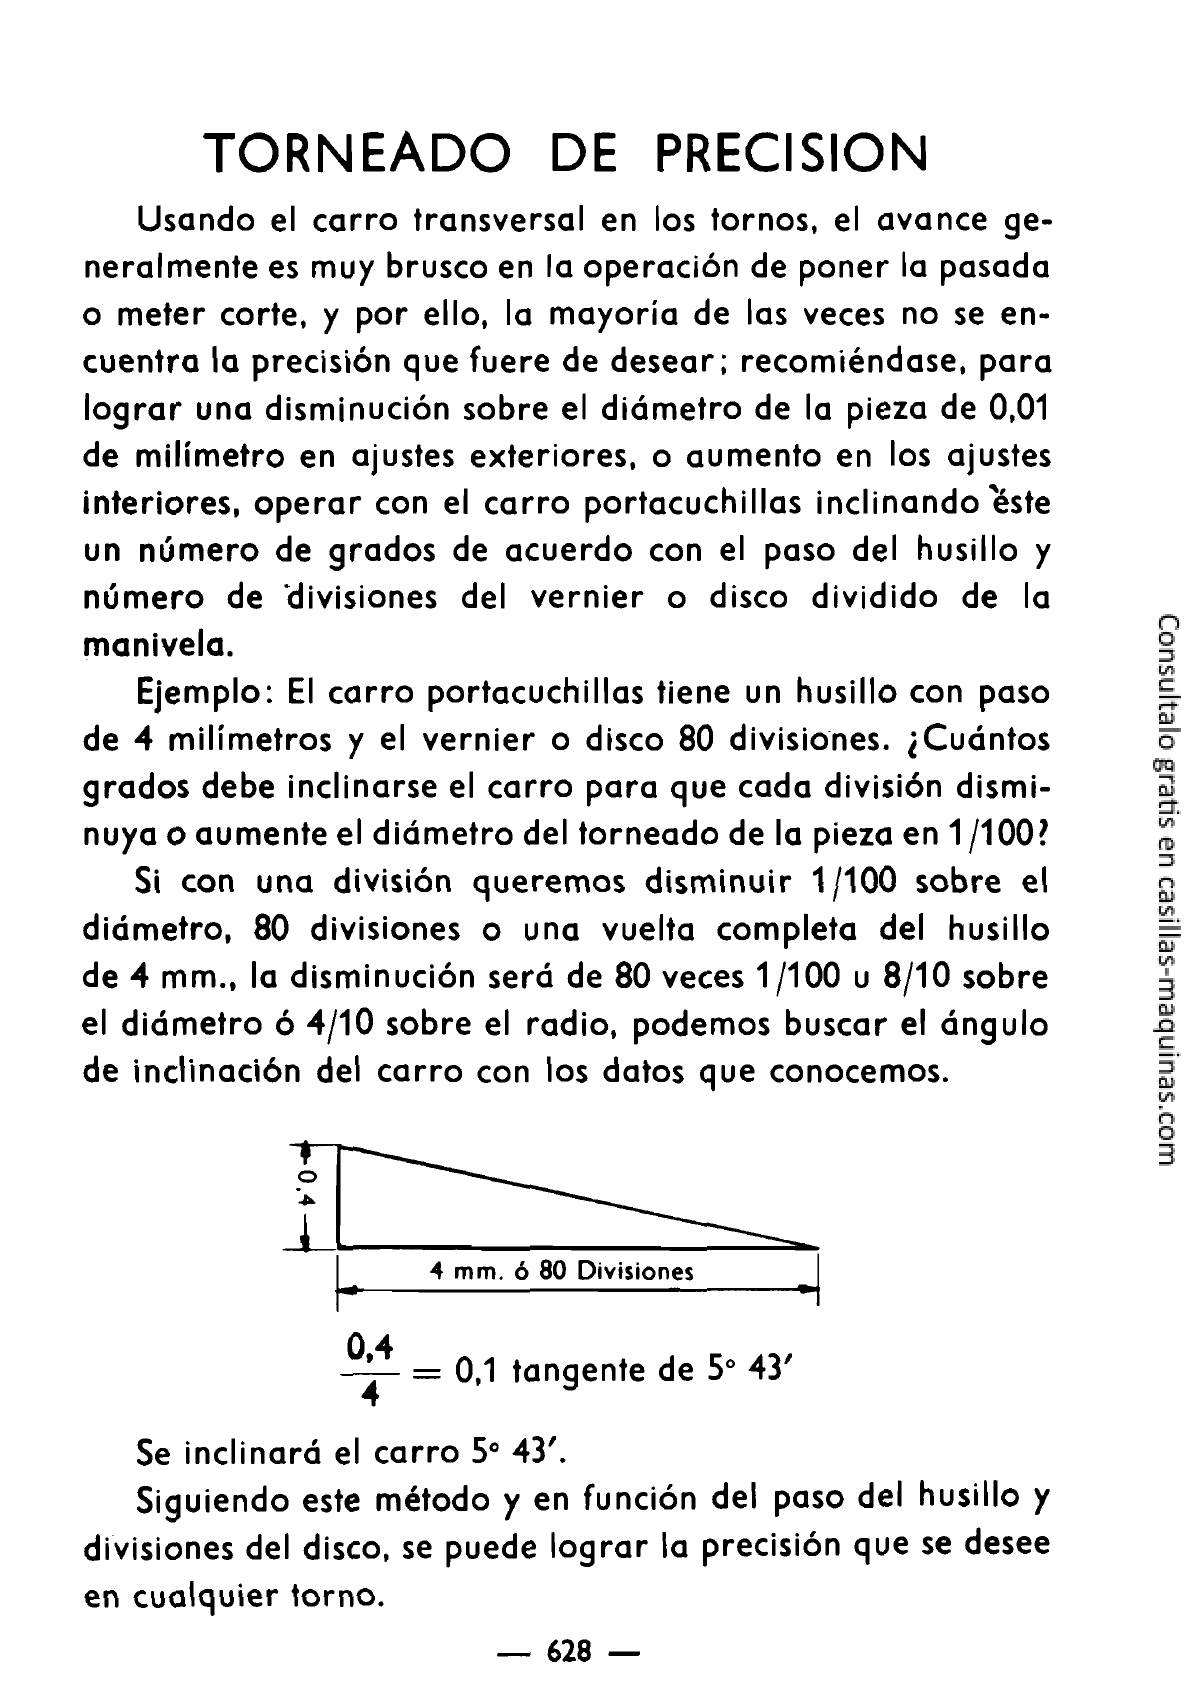 TORNEADO DE PRECISION
Usando el carro transversal en los tornos, el avance ge-
neralmente es muy brusco en la operación de poner la pasada
o meter corte, y por ello, la mayoría de las veces no se en-
cuentra la precisión que fuere de desear; recomiéndase, para
lograr una disminución sobre el diámetro de la pieza de 0,01
de milímetro en ajustes exteriores, o aumento en los ajustes
interiores, operar con el carro portacuchillas inclinando éste
un número de grados de acuerdo con el paso del husillo y
número de divisiones del vernier o disco dividido de la
manivela.
Ejemplo: El carro portacuchillas tiene un husillo con paso
de 4 milímetros y el vernier o disco 80 divisiones. ¿Cuántos
grados debe inclinarse el carro para que cada división dismi-
nuya o aumente el diámetro del torneado de la pieza en 1/100?
Si con una división queremos disminuir 1/100 sobre el
diámetro, 80 divisiones o una vuelta completa del husillo
de 4 mm., la disminución será de 80 veces 1/100 u 8/10 sobre
el diámetro ó 4/10 sobre el radio, podemos buscar el ángulo
de inclinación del carro con los datos que conocemos.
0,4
4 mm. ó 80 Divisiones
0,4
4 = 0,1 tangente de 5° 43′
Se inclinará el carro 5° 43′.
Siguiendo este método y en función del paso del husillo y
divisiones del disco, se puede lograr la precisión que se desee
en cualquier torno.
— 628 —
Consultalo gratis en casillas-maquinas.com